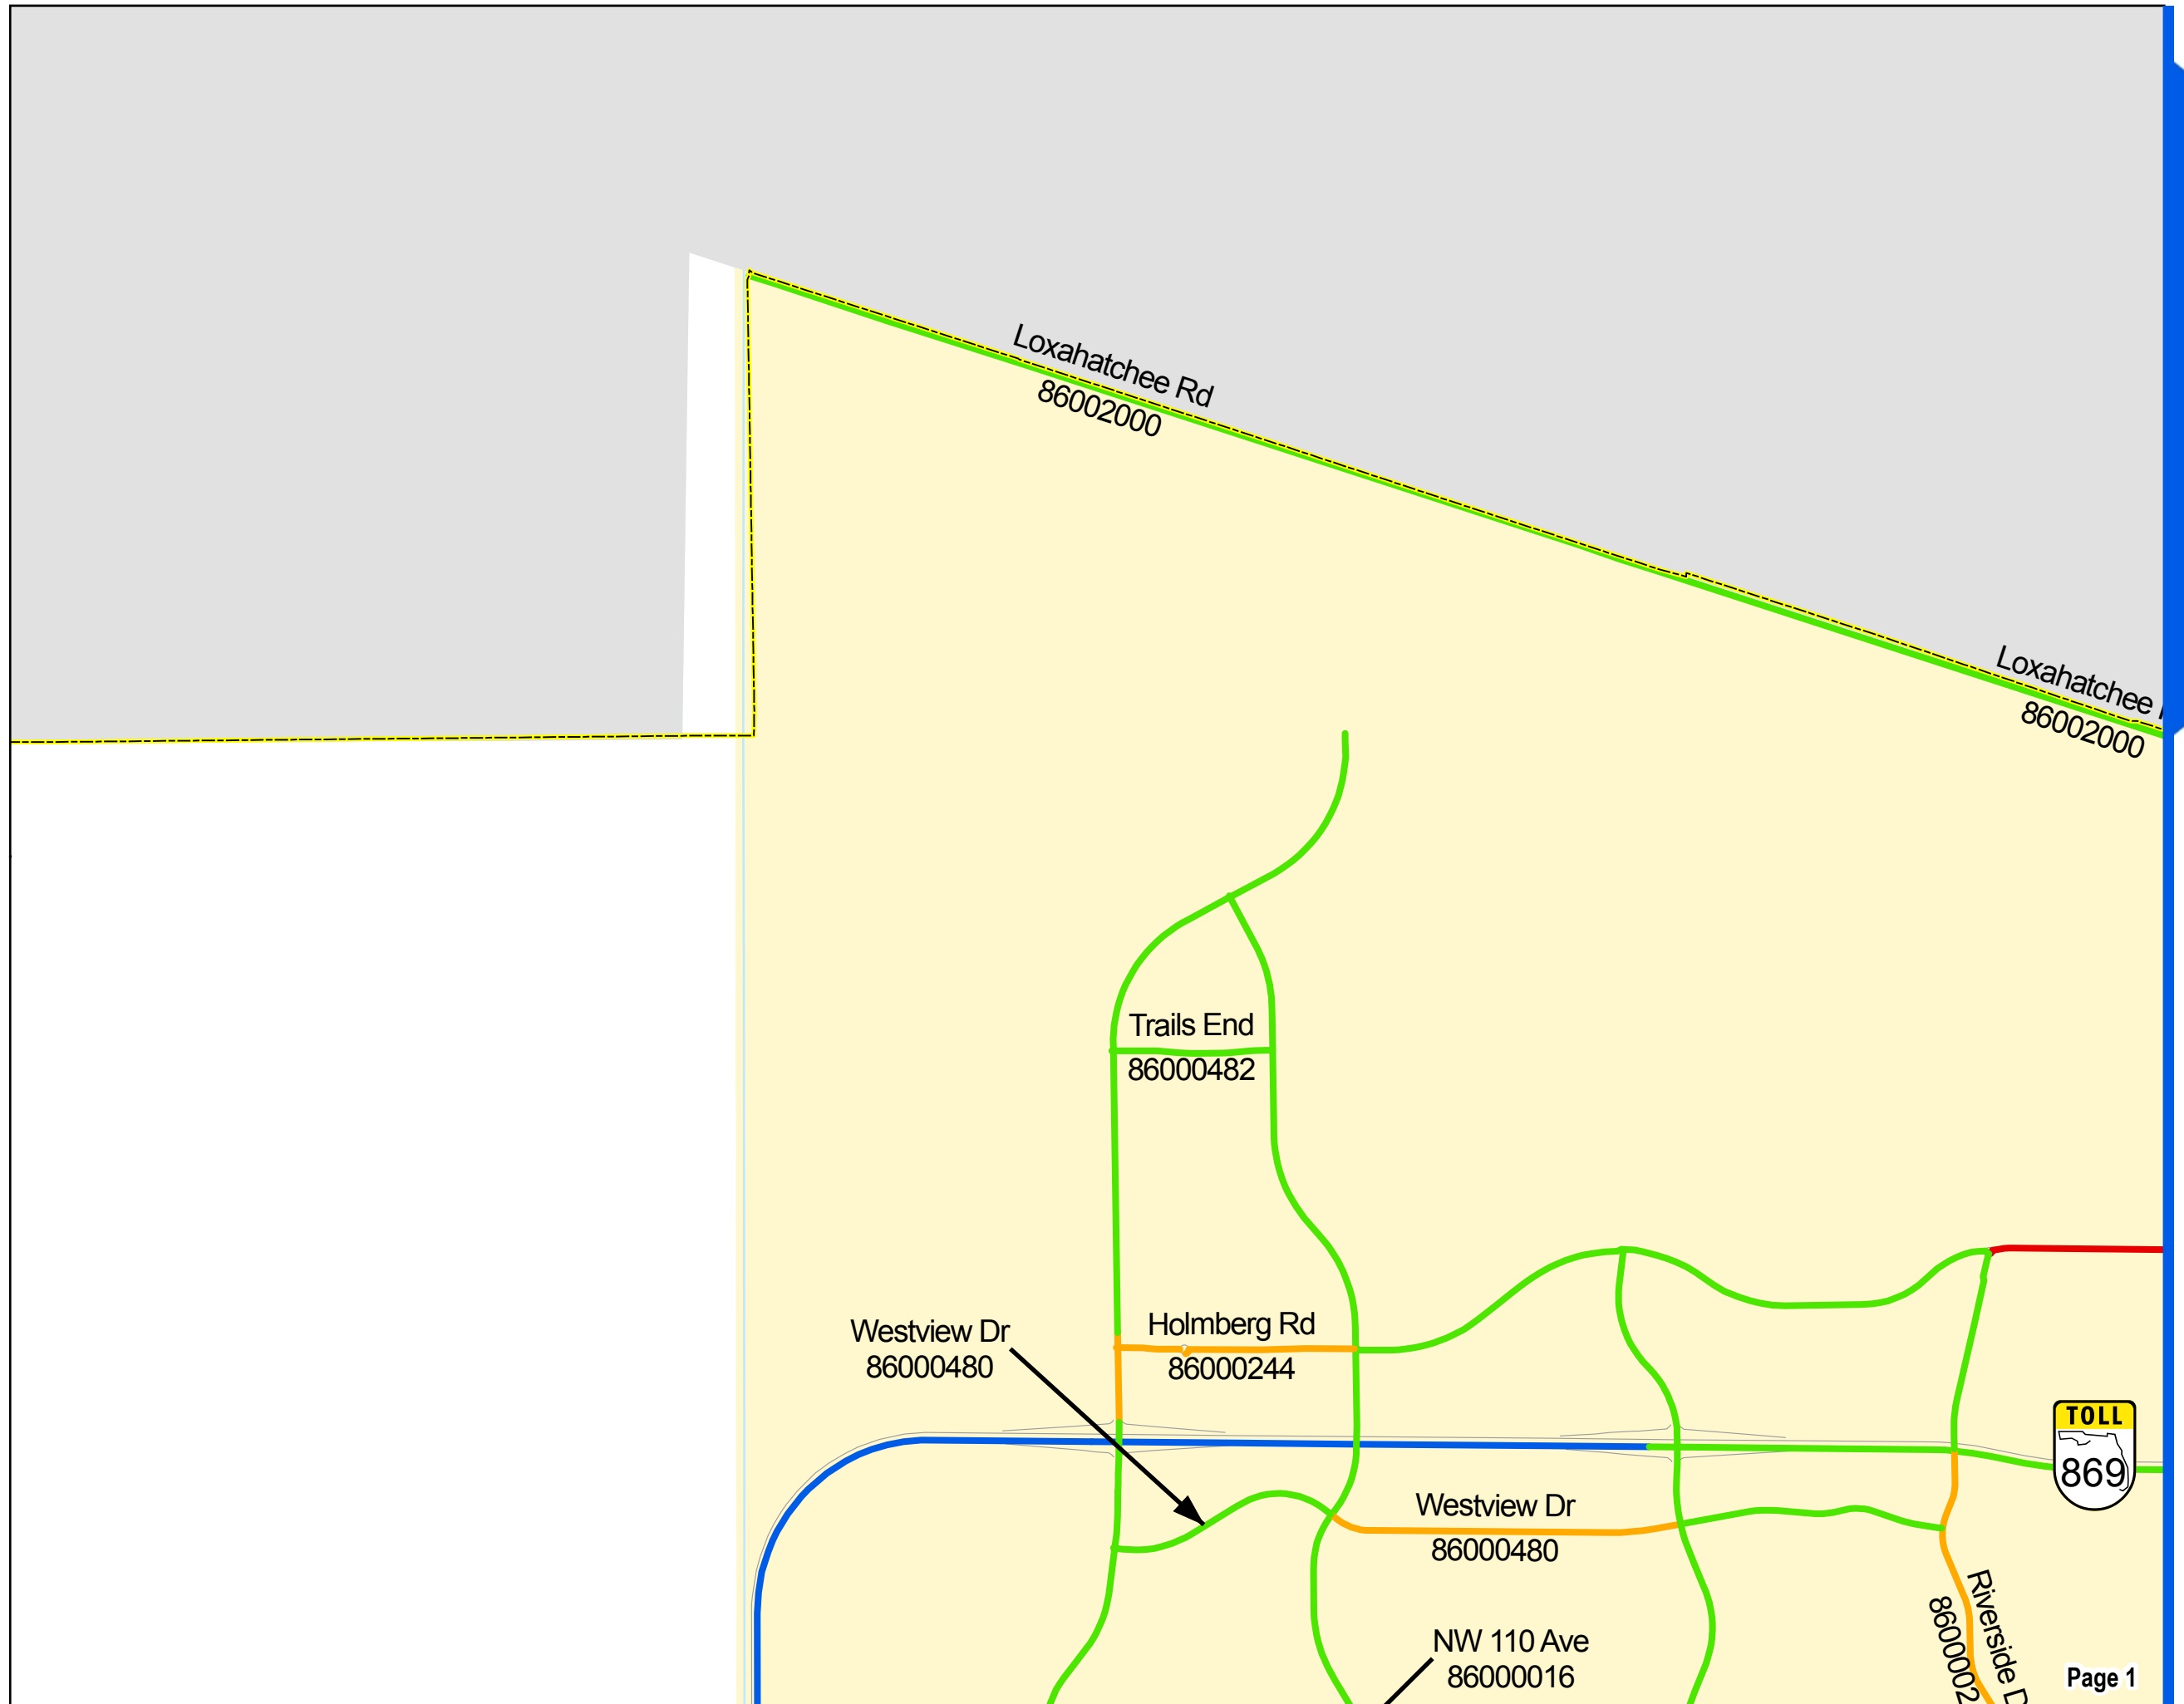 Loxahatchee Rd
86002000
Loxahatchee
86002000
Trails End
86000482
Westview Dr
86000480
Holmberg Rd
86000244
TOLL
869
Westview Dr
86000480
Riverside D
8600002
NW 110 Ave
86000016
Page 1